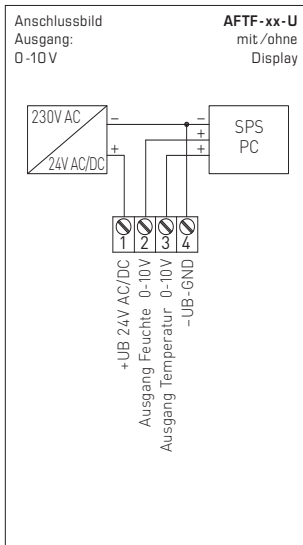 Anschlussbild
Ausgang:
0-10 V
AFTF-xx-U
mit/ohne
Display
230V AC
24V AC/DC
−
+
−
+
+
SPS
PC
1
2
3
4
+UB 24V AC/DC
Ausgang Feuchte 0-10V
Ausgang Temperatur 0-10V
−UB-GND